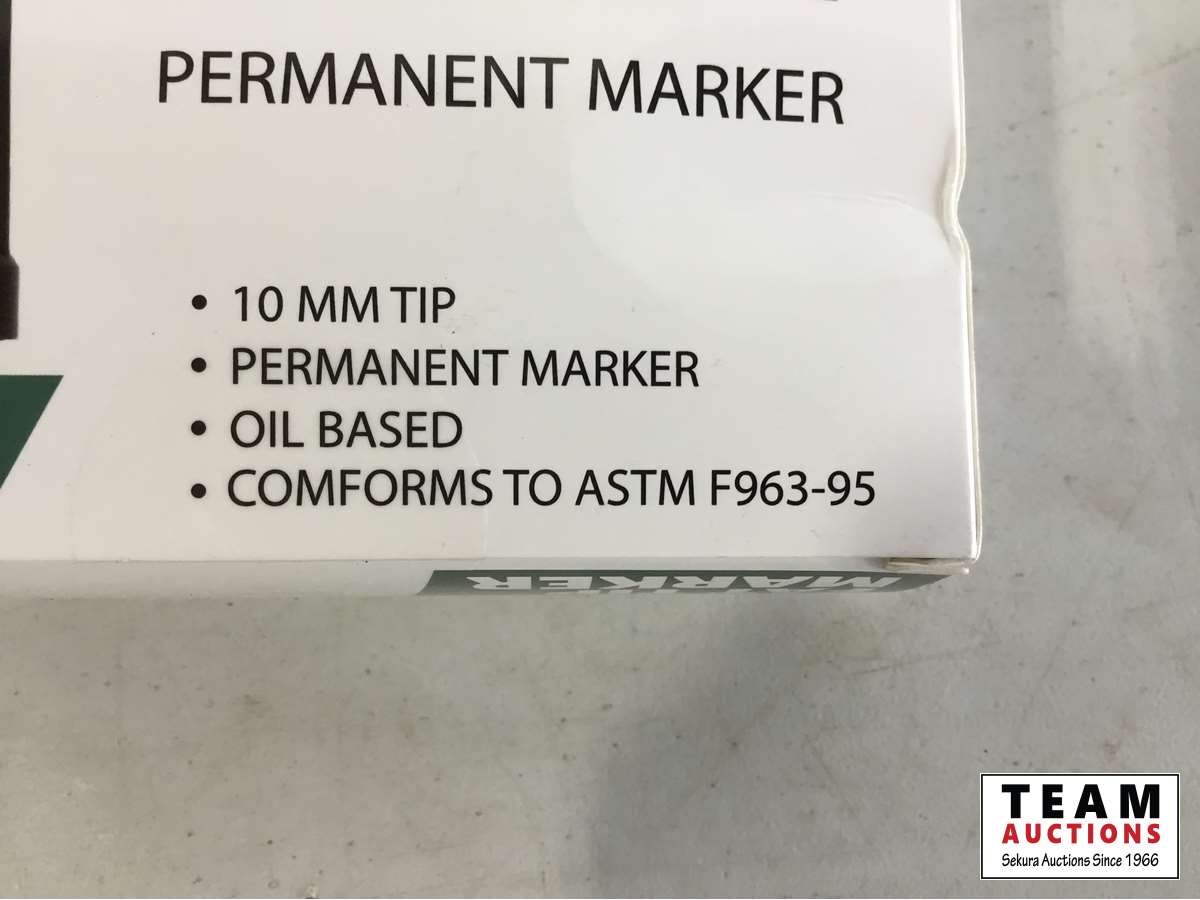 PERMANENT MARKER
• 10 MM TIP
• PERMANENT MARKER
• OIL BASED
• COMFORMS TO ASTM F963-95
MARKER
TEAM
AUCTIONS
Sekura Auctions Since 1966